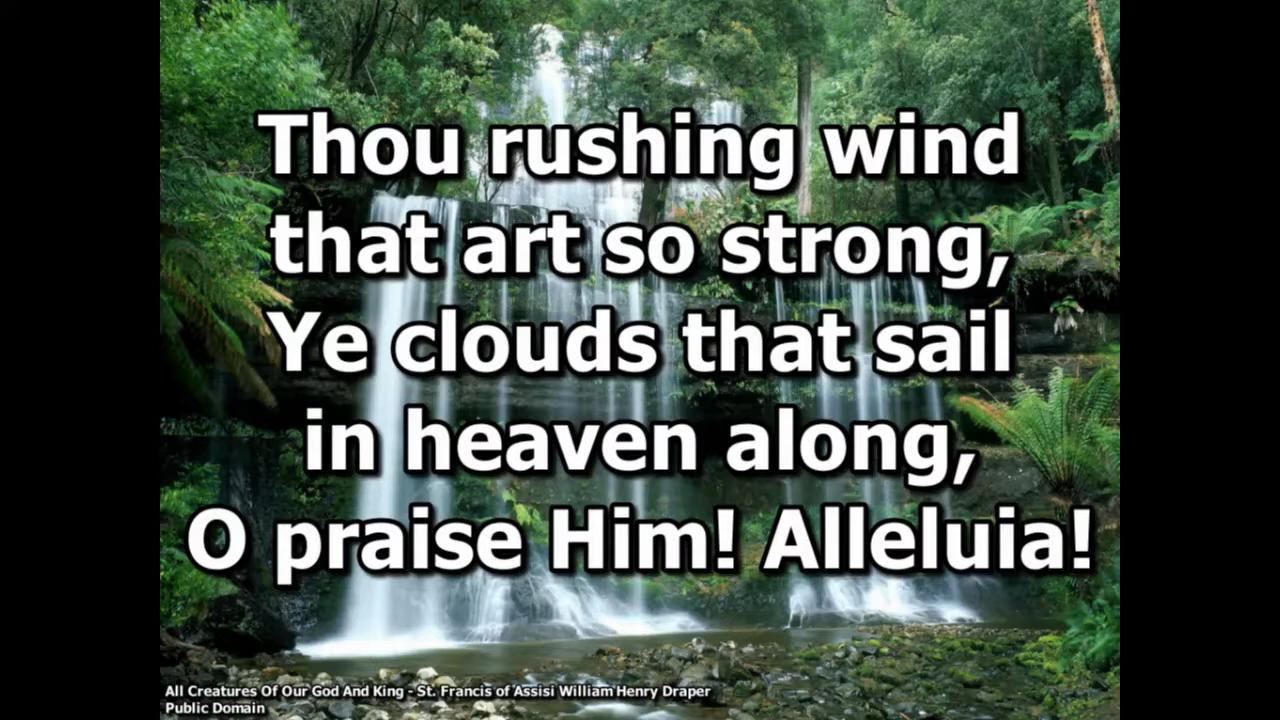 Thou rushing wind
that art so strong,
Ye clouds that sail
in heaven along,
O praise Him! Alleluia!
All Creatures Of Our God And King - St. Francis of Assisi William Henry Draper
Public Domain